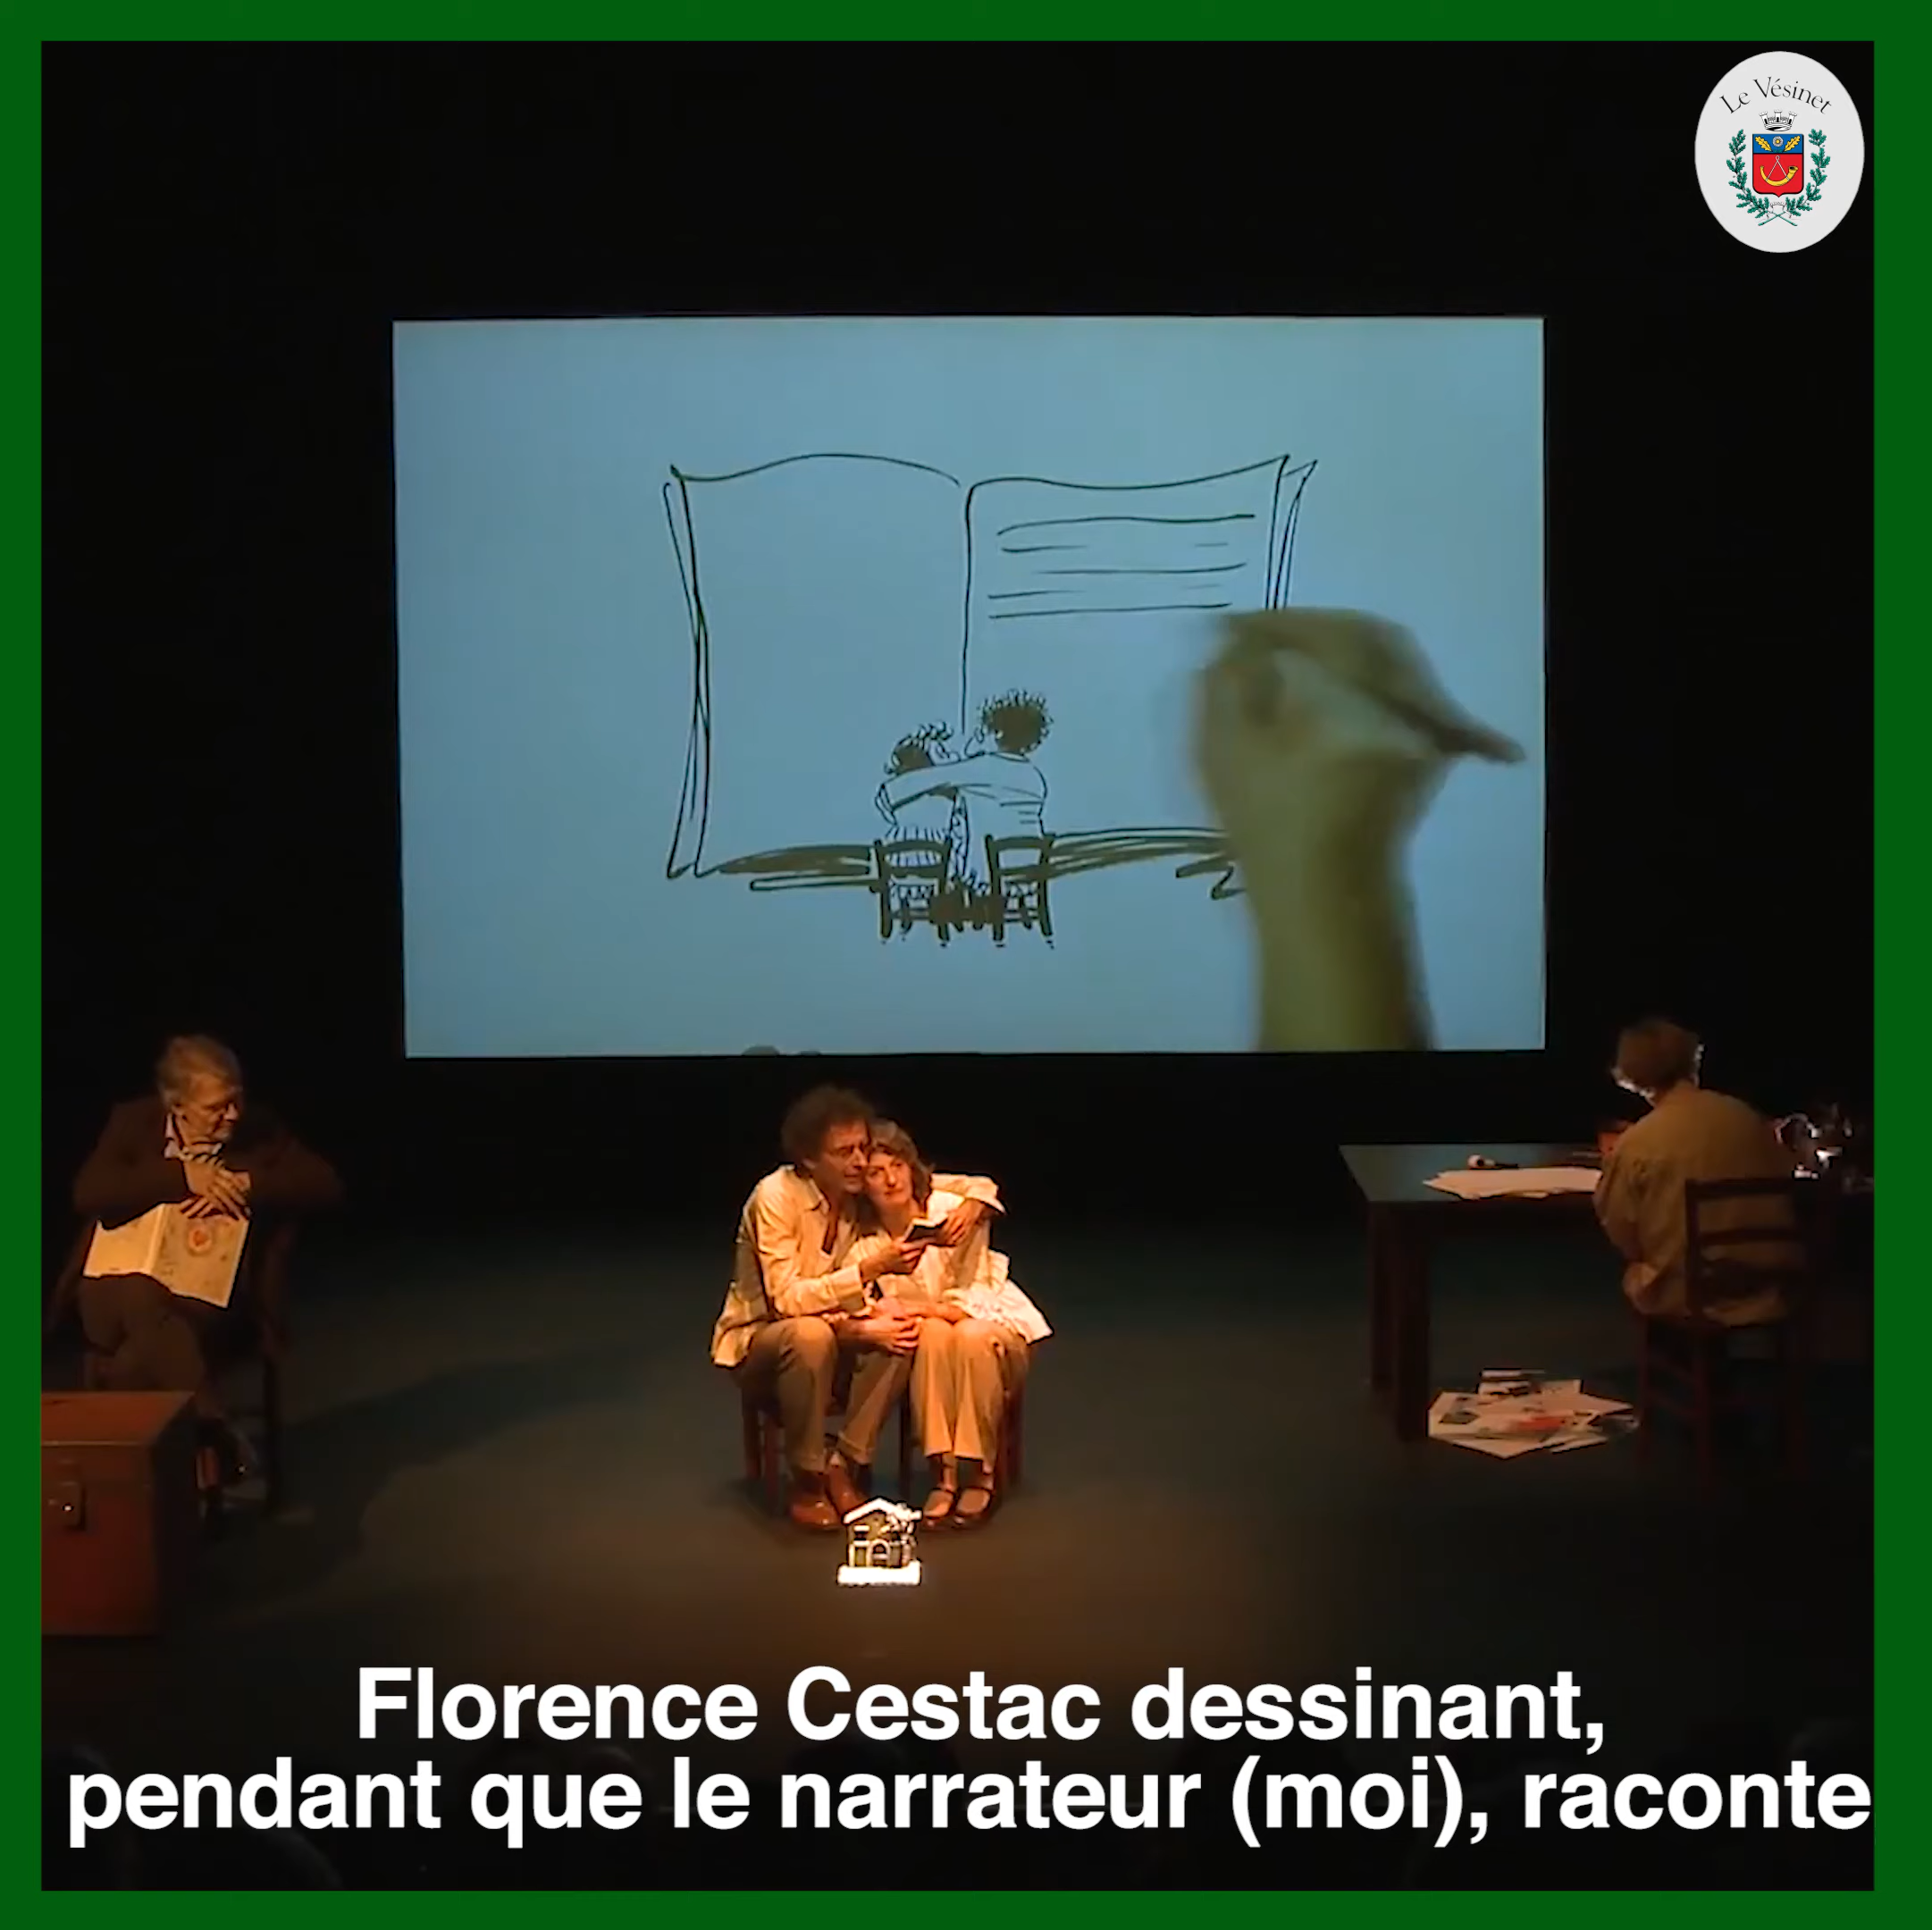 Le Vésinet
Florence Cestac dessinant,
pendant que le narrateur (moi), raconte